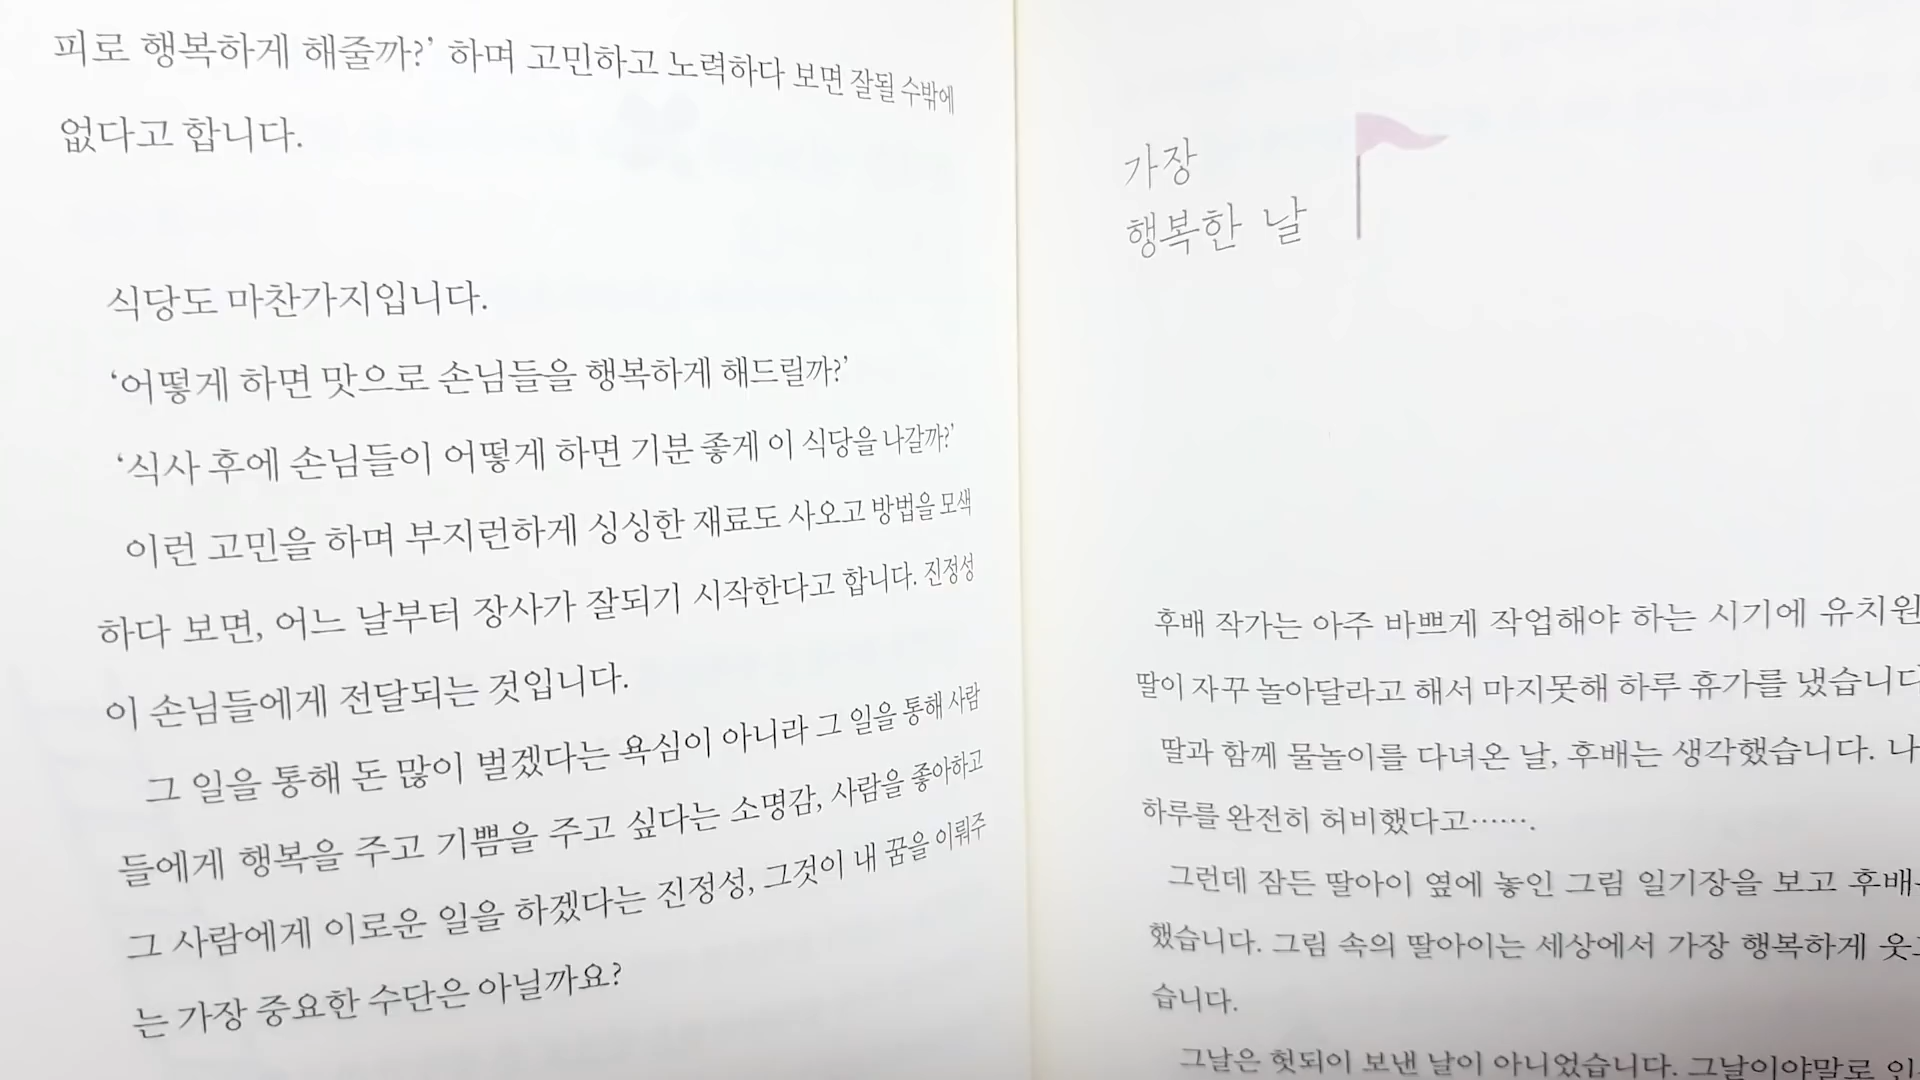 피로 행복하게 해줄까?’ 하며 고민하고 노력하다 보면 잘될 수밖에
없다고 합니다.
식당도 마찬가지입니다.
‘어떻게 하면 맛으로 손님들을 행복하게 해드릴까?’
‘식사 후에 손님들이 어떻게 하면 기분 좋게 이 식당을 나갈까?’
이런 고민을 하며 부지런하게 싱싱한 재료도 사오고 방법을 모색
하다 보면, 어느 날부터 장사가 잘되기 시작한다고 합니다. 진정성
이 손님들에게 전달되는 것입니다.
그 일을 통해 돈 많이 벌겠다는 욕심이 아니라 그 일을 통해 사람
들에게 행복을 주고 기쁨을 주고 싶다는 소명감, 사람을 좋아하고
그 사람에게 이로운 일을 하겠다는 진정성, 그것이 내 꿈을 이뤄주
는 가장 중요한 수단은 아닐까요?
가장
행복한 날
후배 작가는 아주 바쁘게 작업해야 하는 시기에 유치원
딸이 자꾸 놀아달라고 해서 마지못해 하루 휴가를 냈습니다
딸과 함께 물놀이를 다녀온 날, 후배는 생각했습니다. 나
하루를 완전히 허비했다고…….
그런데 잠든 딸아이 옆에 놓인 그림 일기장을 보고 후배
했습니다. 그림 속의 딸아이는 세상에서 가장 행복하게 웃
습니다.
그날은 헛되이 보낸 날이 아니었습니다. 그날이야말로